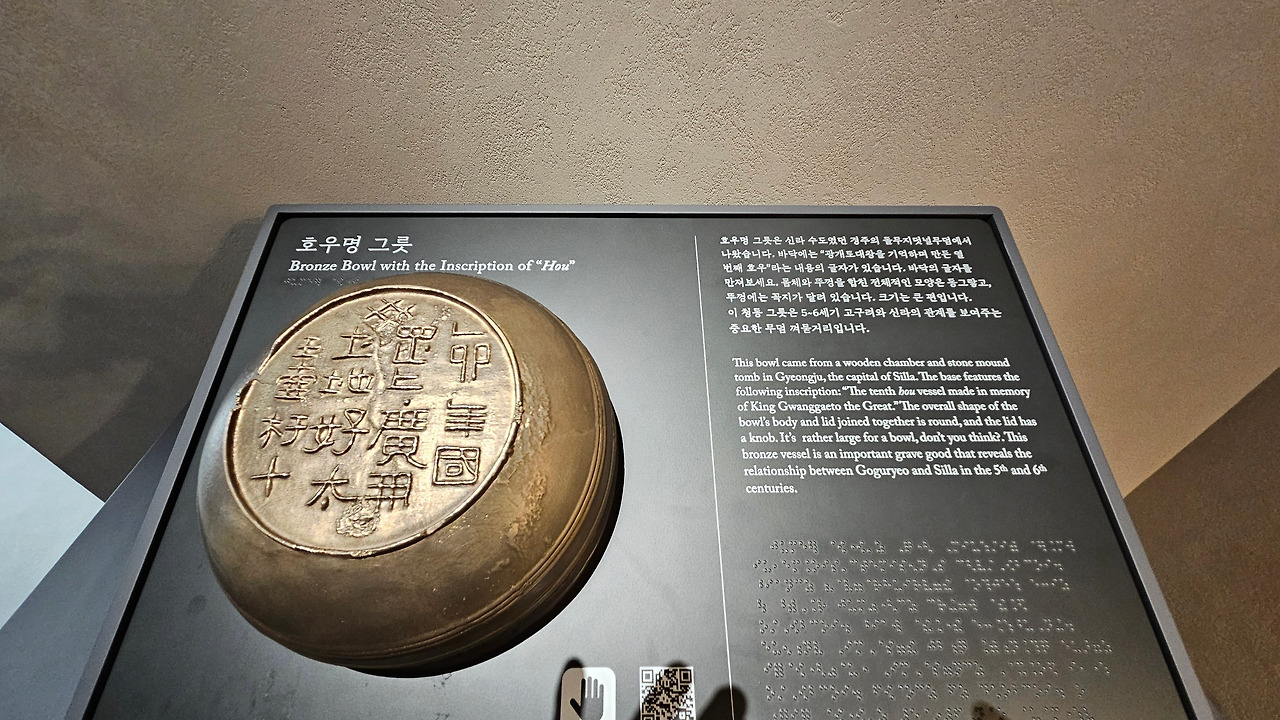 호우명 그릇
Bronze Bowl with the Inscription of “Hou”
乙卯年國
罡上廣開
土地好太
王壺杅十
호우명 그릇은 신라 수도였던 경주의 돌무지덧널무덤에서
나왔습니다. 바닥에는 “광개토대왕을 기억하며 만든 열
번째 호우”라는 내용의 글자가 있습니다. 바닥의 글자를
만져보세요. 몸체와 뚜껑을 합친 전체적인 모양은 둥그랗고,
뚜껑에는 꼭지가 달려 있습니다. 크기는 큰 편입니다.
이 청동 그릇은 5~6세기 고구려와 신라의 관계를 보여주는
중요한 무덤 껴묻거리입니다.
This bowl came from a wooden chamber and stone mound
tomb in Gyeongju, the capital of Silla. The base features the
following inscription: “The tenth hou vessel made in memory
of King Gwanggaeto the Great.” The overall shape of the
bowl’s body and lid joined together is round, and the lid has
a knob. It’s rather large for a bowl, don’t you think?. This
bronze vessel is an important grave good that reveals the
relationship between Goguryeo and Silla in the 5th and 6th
centuries.